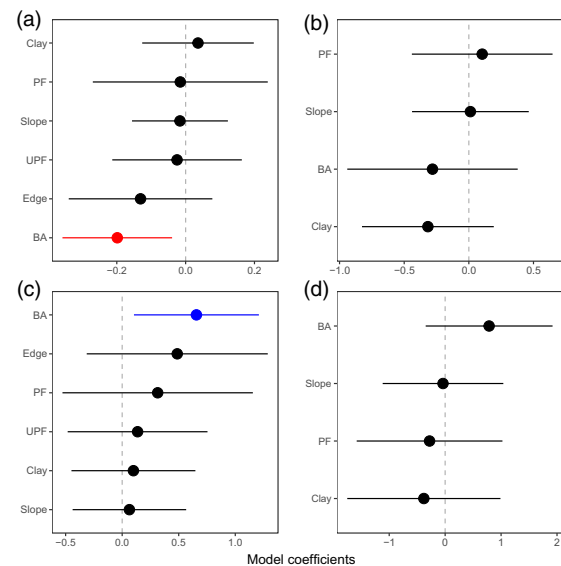 (a)
Clay
PF
Slope
UPF
Edge
BA
−0.2 0.0 0.2
(b)
PF
Slope
BA
Clay
−1.0 −0.5 0.0 0.5
(c)
BA
Edge
PF
UPF
Clay
Slope
−0.5 0.0 0.5 1.0
(d)
BA
Slope
PF
Clay
−1 0 1 2
Model coefficients